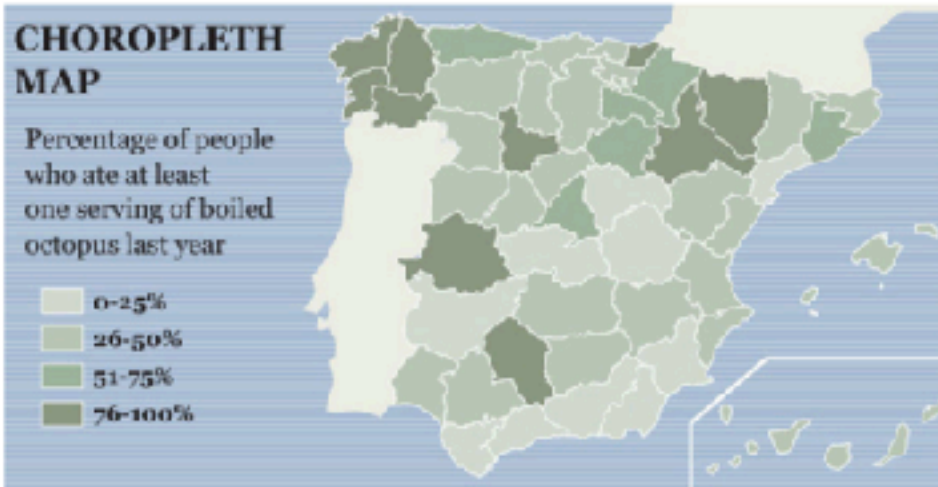 CHOROPLETH
MAP
Percentage of people
who ate at least
one serving of boiled
octopus last year
0-25%
26-50%
51-75%
76-100%